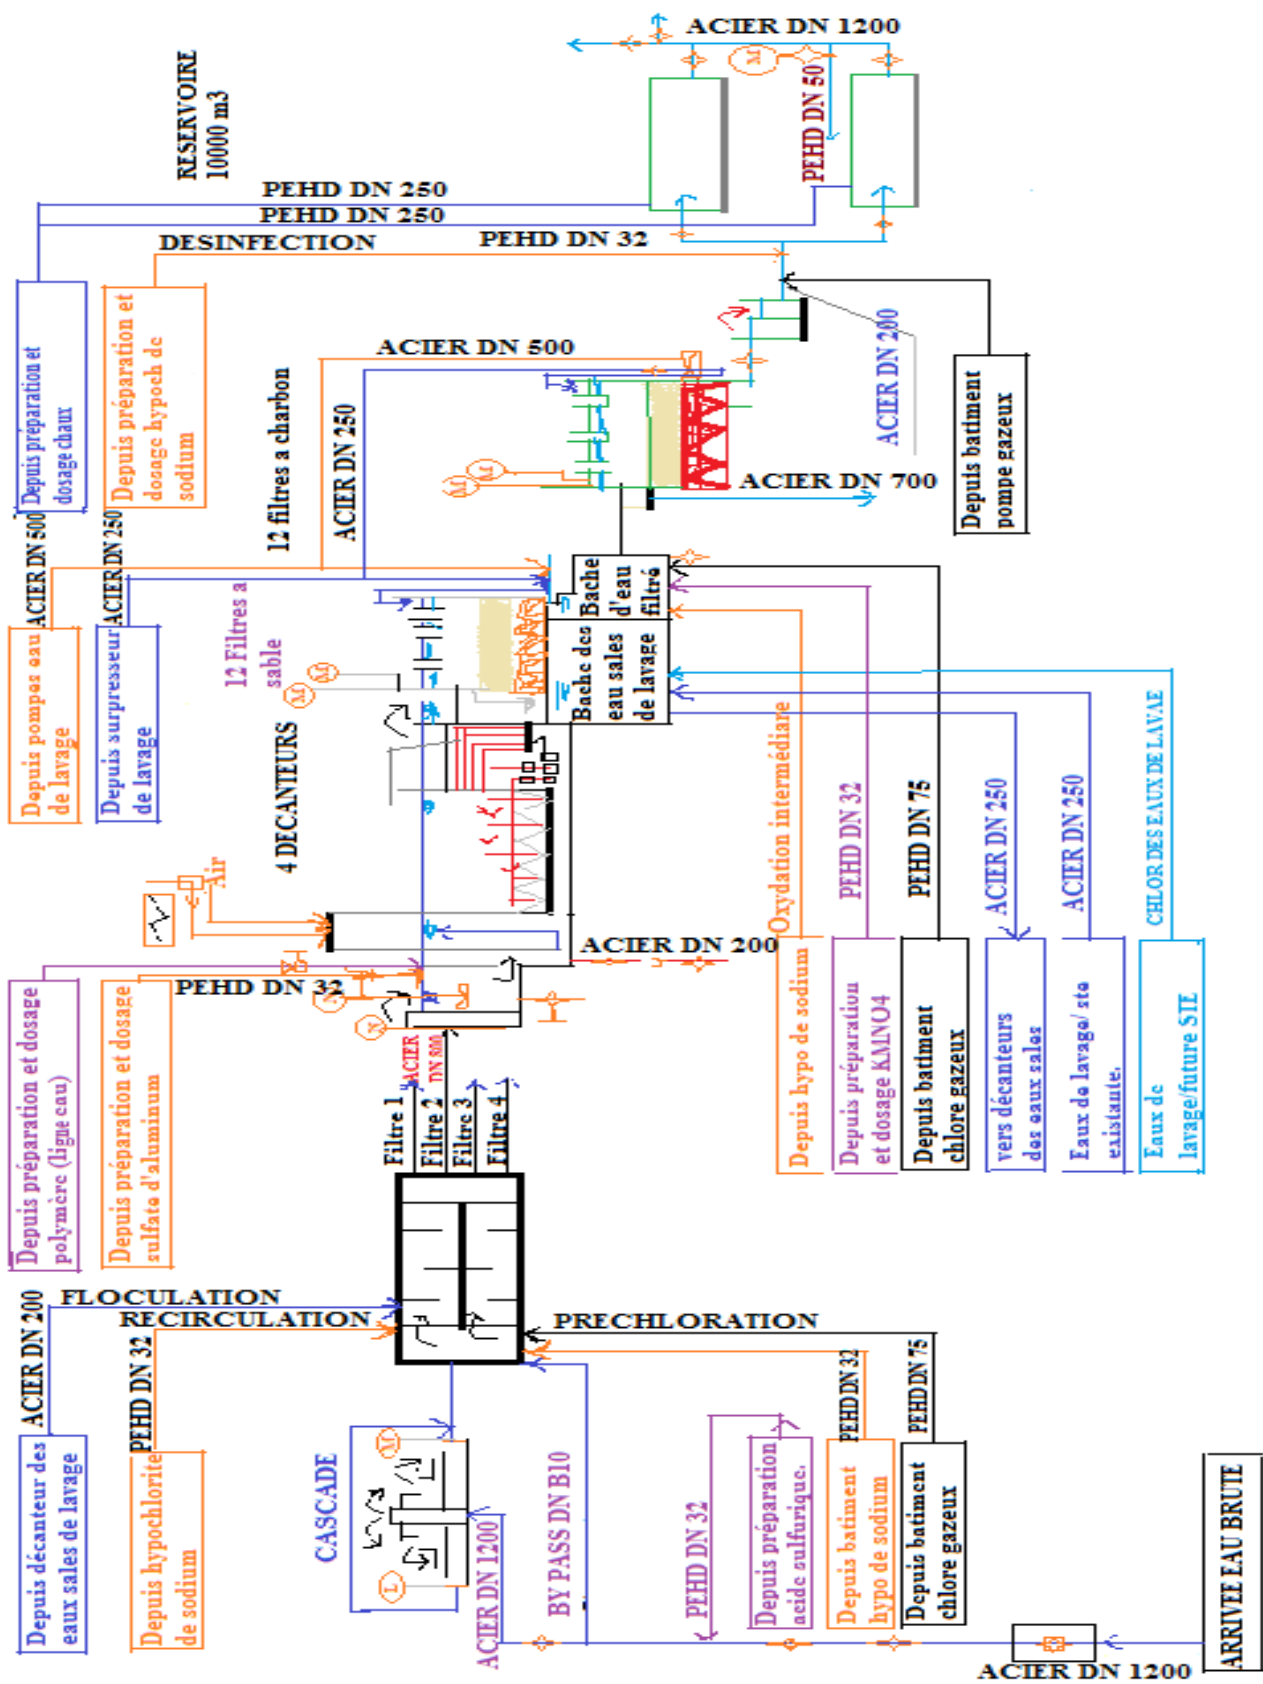 ACIER DN 1200
M
PEHD DN 50
RESERVOIRE
10000 m3
PEHD DN 250
PEHD DN 250
DESINFECTION
PEHD DN 32
Depuis préparation et
dosage chaux
Depuis préparation et
dosage hypoch de
sodium
ACIER DN 500
ACIER DN 200
Depuis batiment
pompe gazeux
12 filtres a charbon
ACIER DN 250
M
M
ACIER DN 700
ACIER DN 500
ACIER DN 250
Depuis pompes eau
de lavage
Depuis surpresseur
de lavage
12 Filtres a
sable
M
M
Bache
d'eau
filtré
Bache des
eau sales
de lavage
4 DECANTEURS
Air
Oxydation intermédiare
PEHD DN 32
PEHD DN 75
ACIER DN 250
ACIER DN 250
CHLOR DES EAUX DE LAVAE
ACIER DN 200
PEHD DN 32
N
N
Depuis préparation et dosage
polymère (ligne eau)
Depuis préparation et dosage
sulfate d'aluminum
ACIER
DN 800
Filtre 1
Filtre 2
Filtre 3
Filtre 4
Depuis hypo de sodium
Depuis préparation
et dosage KMNO4
Depuis batiment
chlore gazeux
vers décanteurs
des eaux sales
Eaux de lavage/ ste
existante.
Eaux de
lavage/future STE
FLOCULATION
RECIRCULATION
ACIER DN 200
PEHD DN 32
PRECHLORATION
PEHD DN 32
PEHD DN 75
Depuis décanteur des
eaux sales de lavage
Depuis hypochlorite
de sodium
CASCADE
M
L
ACIER DN 1200
BY PASS DN B10
PEHD DN 32
Depuis préparation
acide sulfurique.
Depuis batiment
hypo de sodium
Depuis batiment
chlore gazeux
ACIER DN 1200
ARRIVEE EAU BRUTE